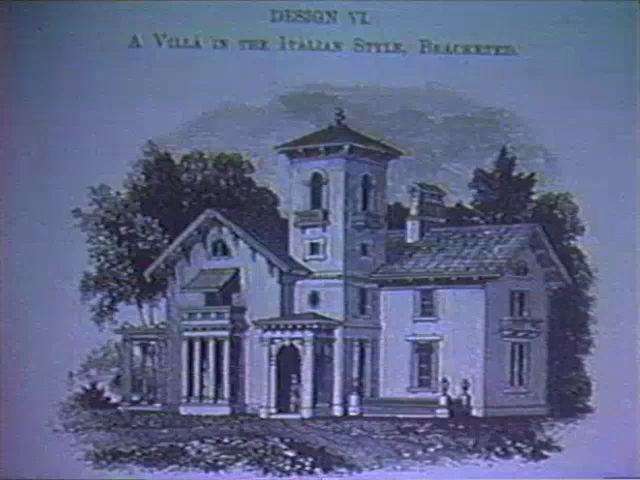 DESIGN VI.
A VILLA IN THE ITALIAN STYLE, BRACKETED.